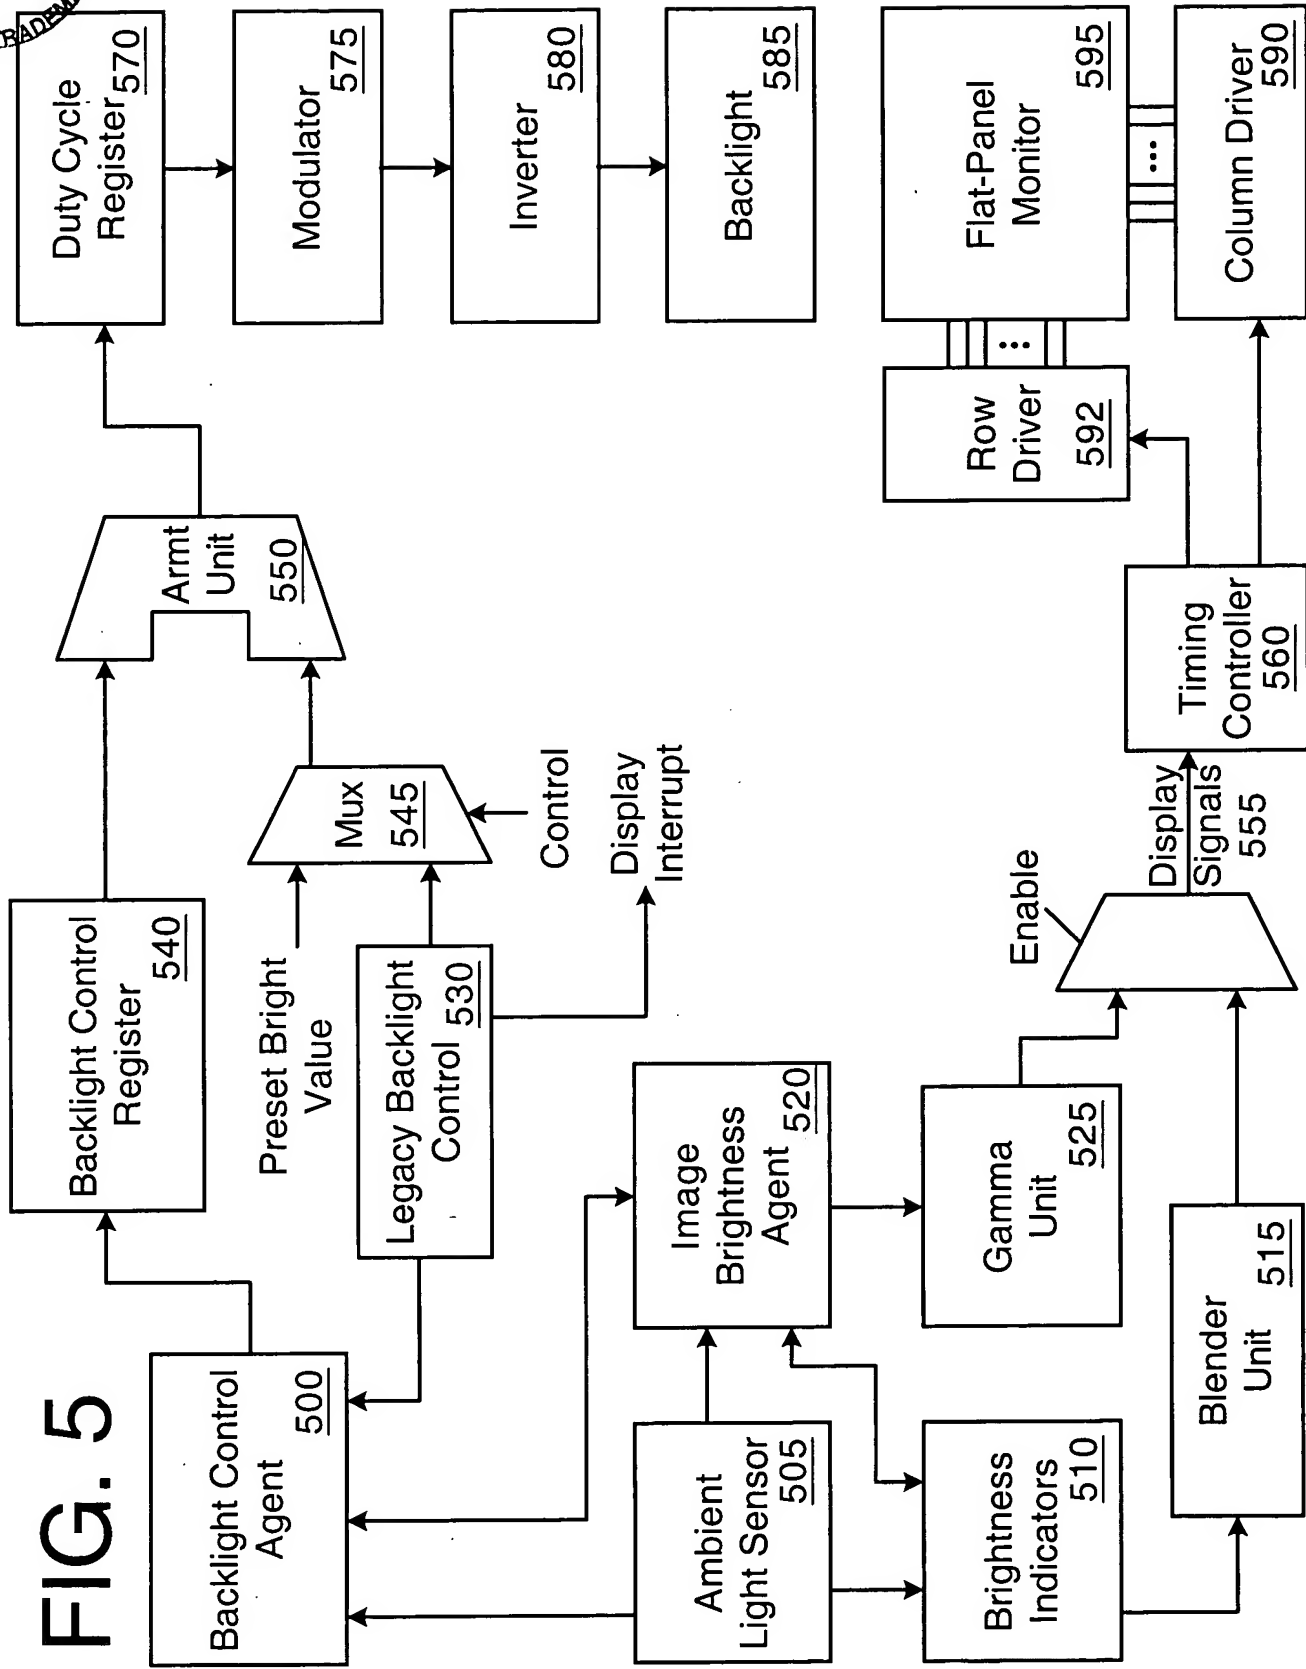 FIG. 5
Backlight Control
Agent
500
Backlight Control
Register
540
Armt
Unit
550
Duty Cycle
Register
570
Modulator
575
Inverter
580
Backlight
585
Preset Bright
Value
Mux
545
Control
Legacy Backlight
Control
530
Display
Interrupt
Ambient
Light Sensor
505
Image
Brightness
Agent
520
Brightness
Indicators
510
Gamma
Unit
525
Blender
Unit
515
Enable
Display
Signals
555
Timing
Controller
560
Row
Driver
592
...
Flat-Panel
Monitor
595
...
Column Driver
590